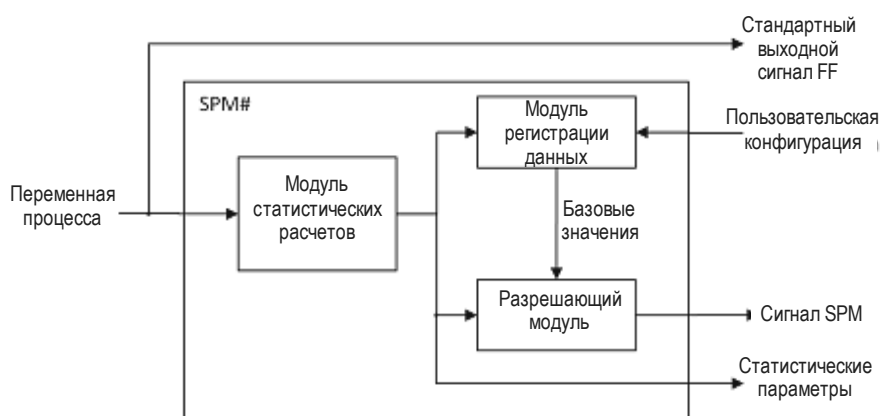 Стандартный
выходной
сигнал FF
SPM#
Модуль
регистрации
данных
Пользовательская
конфигурация
Переменная
процесса
Модуль
статистических
расчетов
Базовые
значения
Разрешающий
модуль
Сигнал SPM
Статистические
параметры